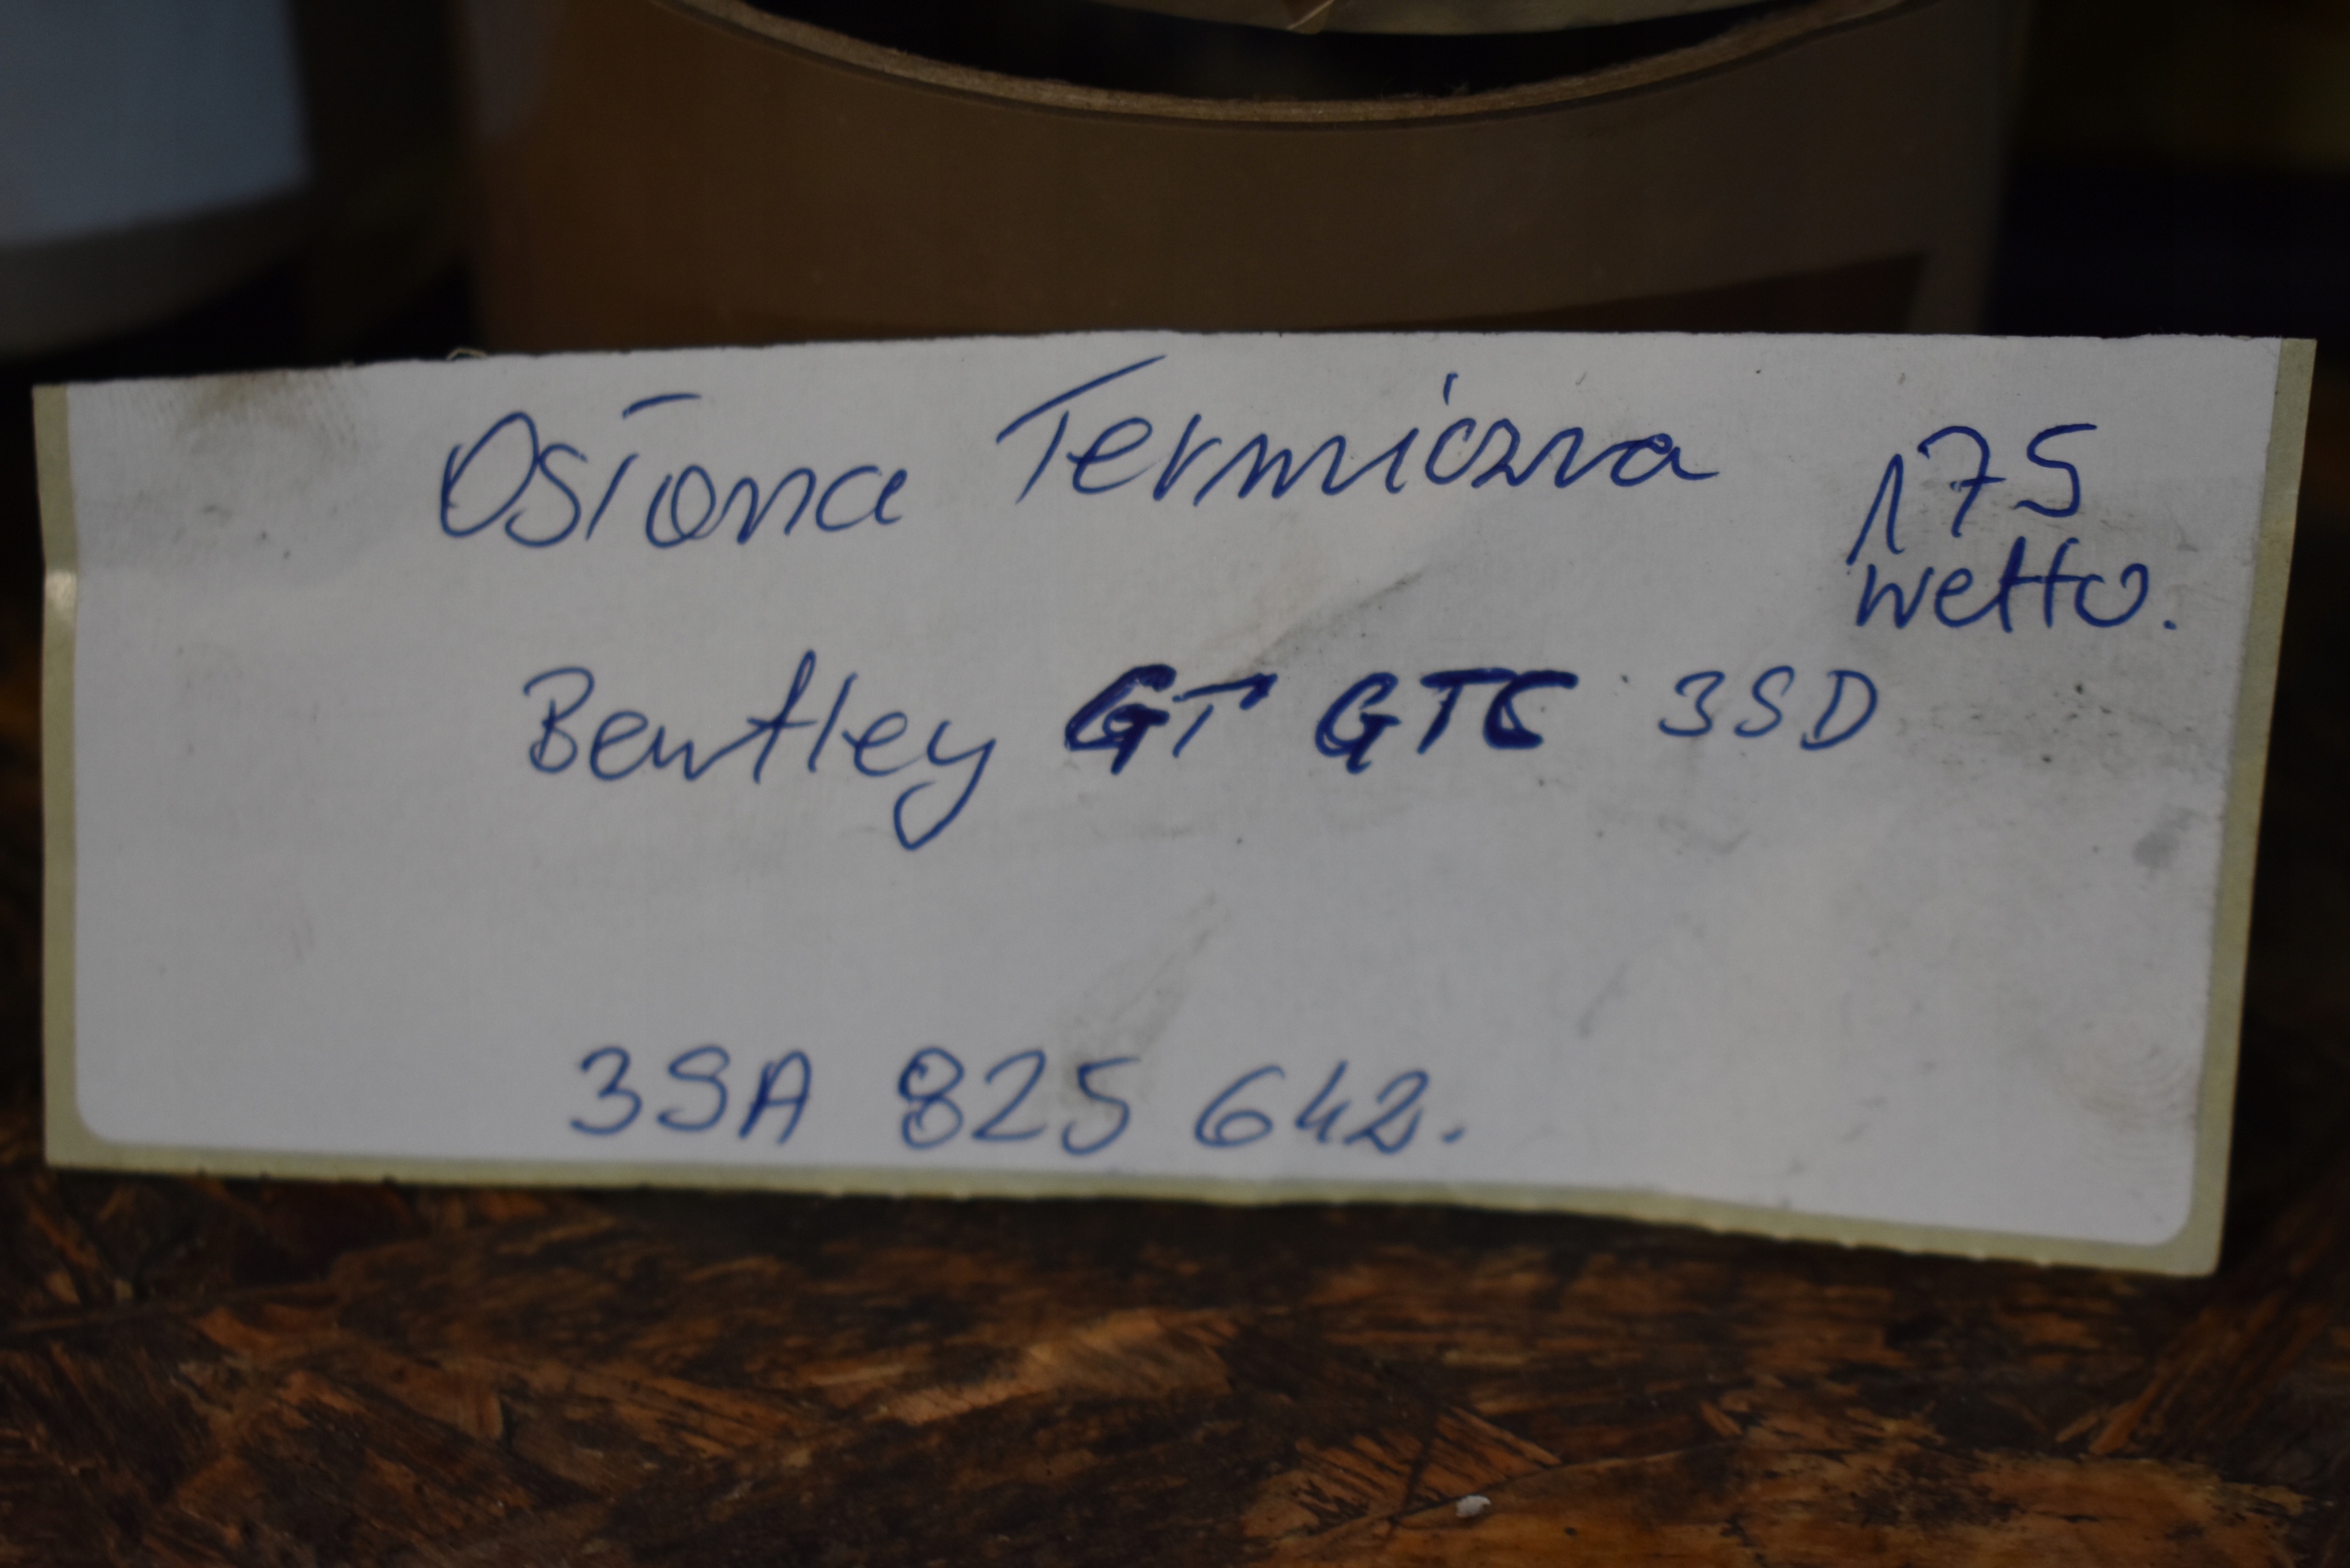 Osłona Termiczna 175
netto.
Bentley GT GTC 3SD
3SA 825 642.